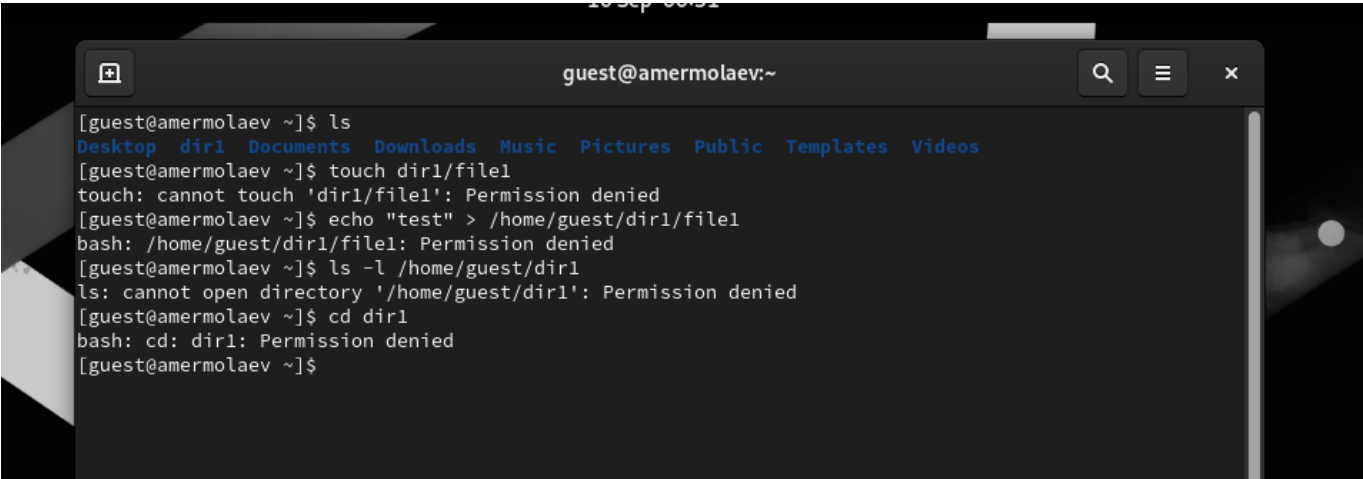 guest@amermolaev:~
[guest@amermolaev ~]$ ls
Desktop dir1 Documents Downloads Music Pictures Public Templates Videos
[guest@amermolaev ~]$ touch dir1/file1
touch: cannot touch 'dir1/file1': Permission denied
[guest@amermolaev ~]$ echo "test" > /home/guest/dir1/file1
bash: /home/guest/dir1/file1: Permission denied
[guest@amermolaev ~]$ ls -l /home/guest/dir1
ls: cannot open directory '/home/guest/dir1': Permission denied
[guest@amermolaev ~]$ cd dir1
bash: cd: dir1: Permission denied
[guest@amermolaev ~]$